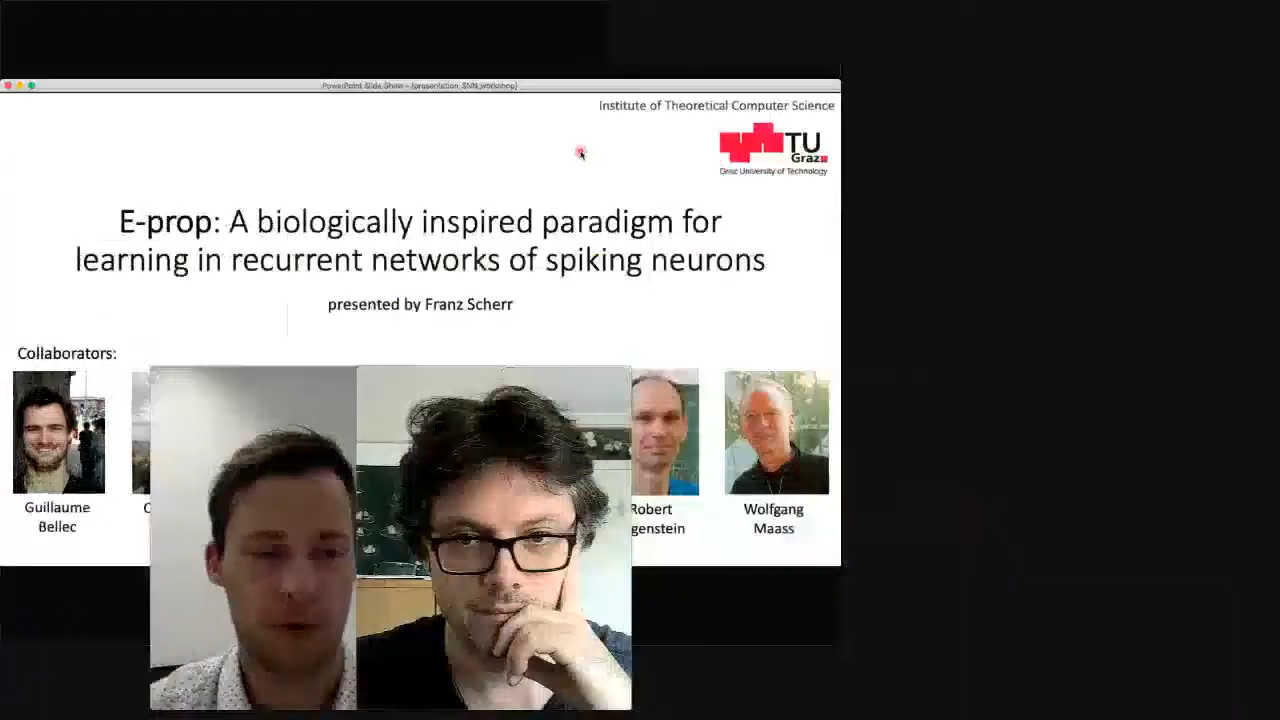 PowerPoint Slide Show - [presentation_SNN_workshop]
Institute of Theoretical Computer Science
TU
Graz
Graz University of Technology
E-prop: A biologically inspired paradigm for
learning in recurrent networks of spiking neurons
presented by Franz Scherr
Collaborators:
Guillaume
Bellec
Robert
genstein
Wolfgang
Maass